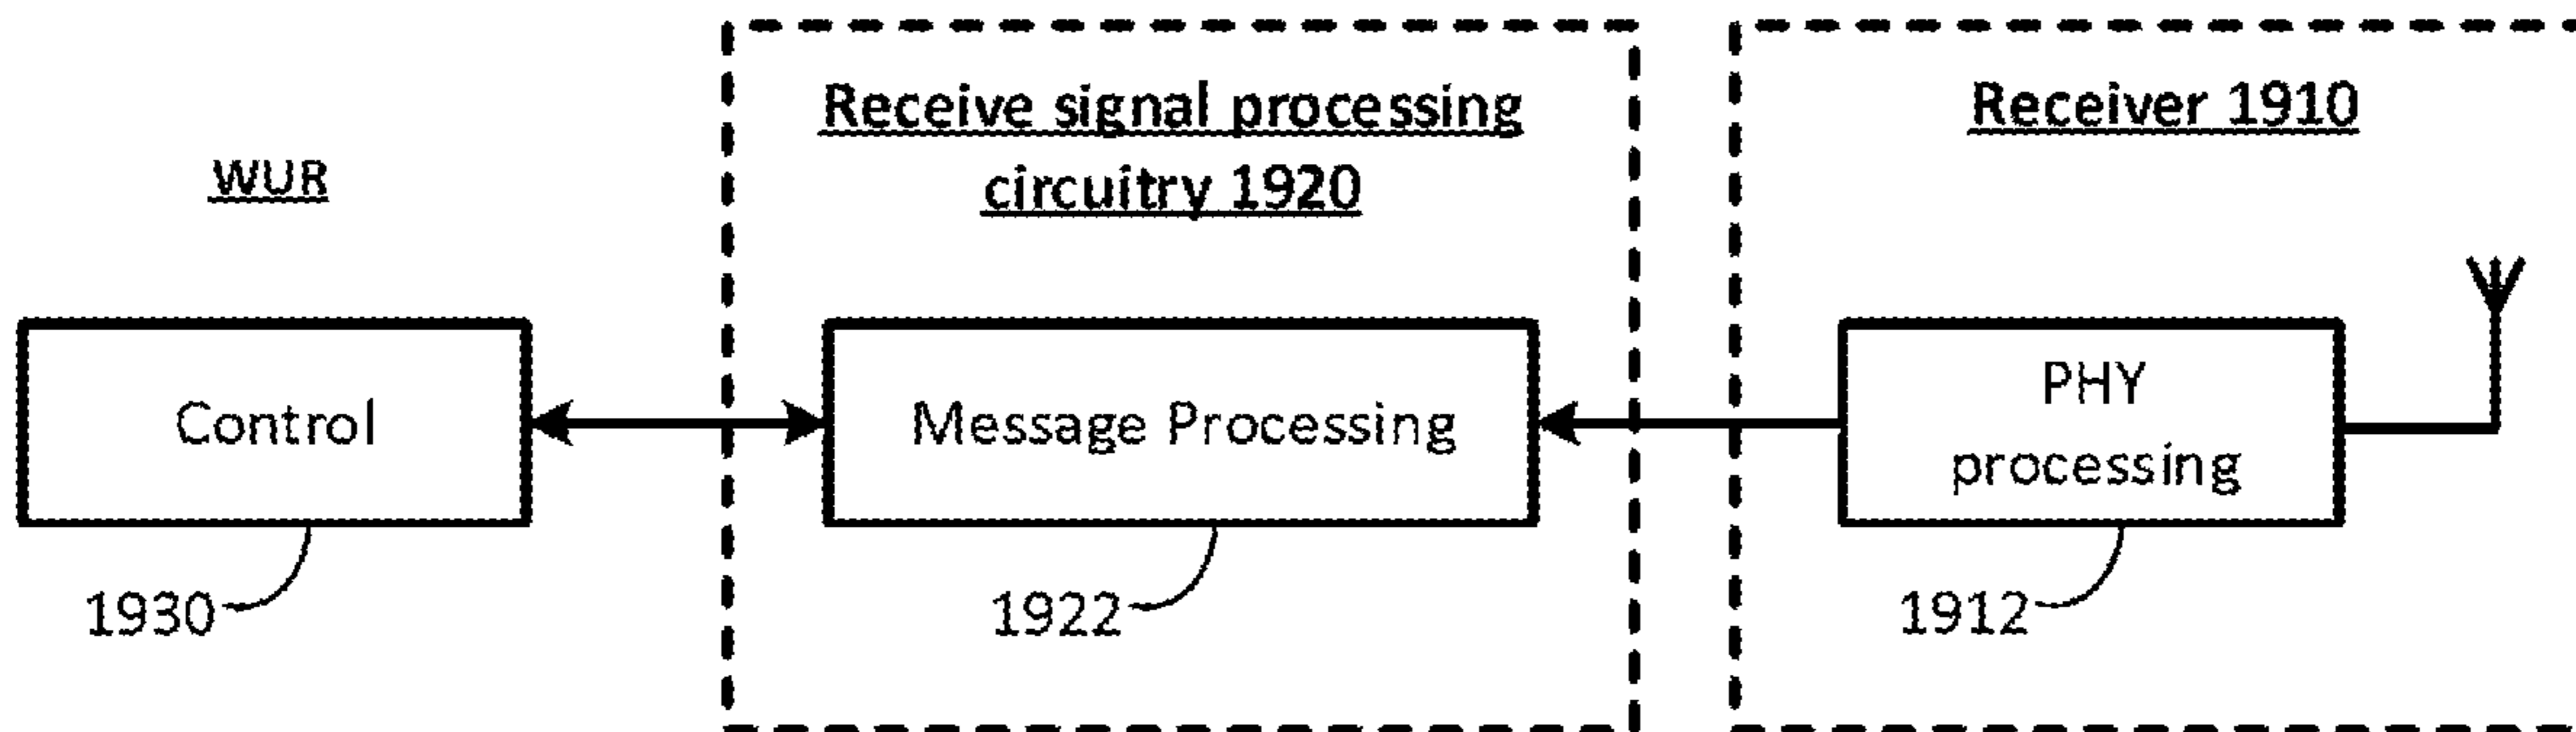 WUR
Receive signal processing
circuitry 1920
Receiver 1910
Control
Message Processing
PHY
processing
1930
1922
1912